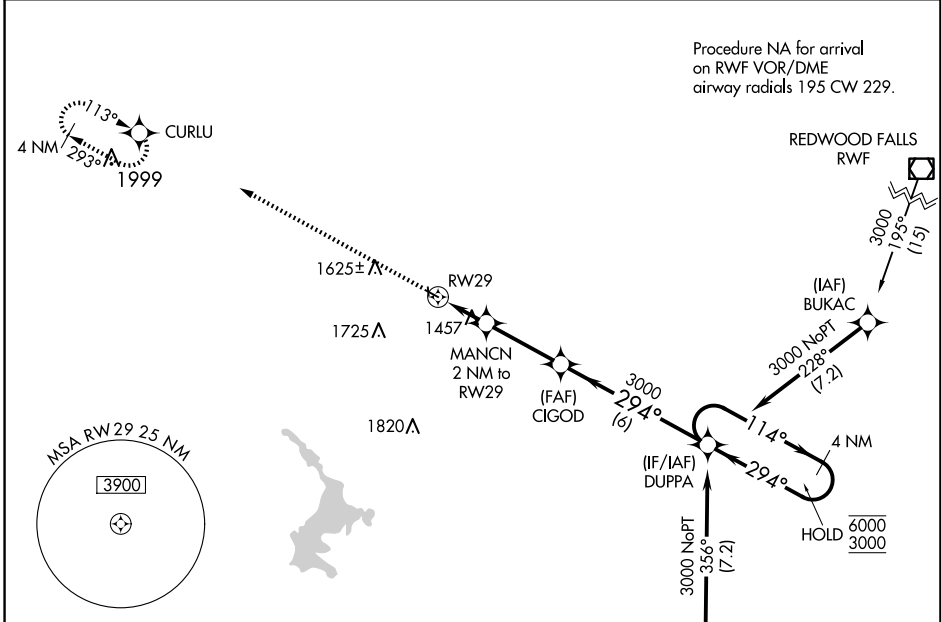 Procedure NA for arrival
on RWF VOR/DME
airway radials 195 CW 229.
REDWOOD FALLS
RWF
3000
195°
(15)
113°
CURLU
4 NM
293°
1999
1625±
RW29
1457
1725
MANCN
2 NM to
RW29
(IAF)
BUKAC
3000 NoPT
228°
(7.2)
(FAF)
CIGOD
3000
294°
(6)
1820
114°
4 NM
(IF/IAF)
DUPPA
294°
HOLD
6000
3000
3000 NoPT
356°
(7.2)
MSA RW29 25 NM
3900